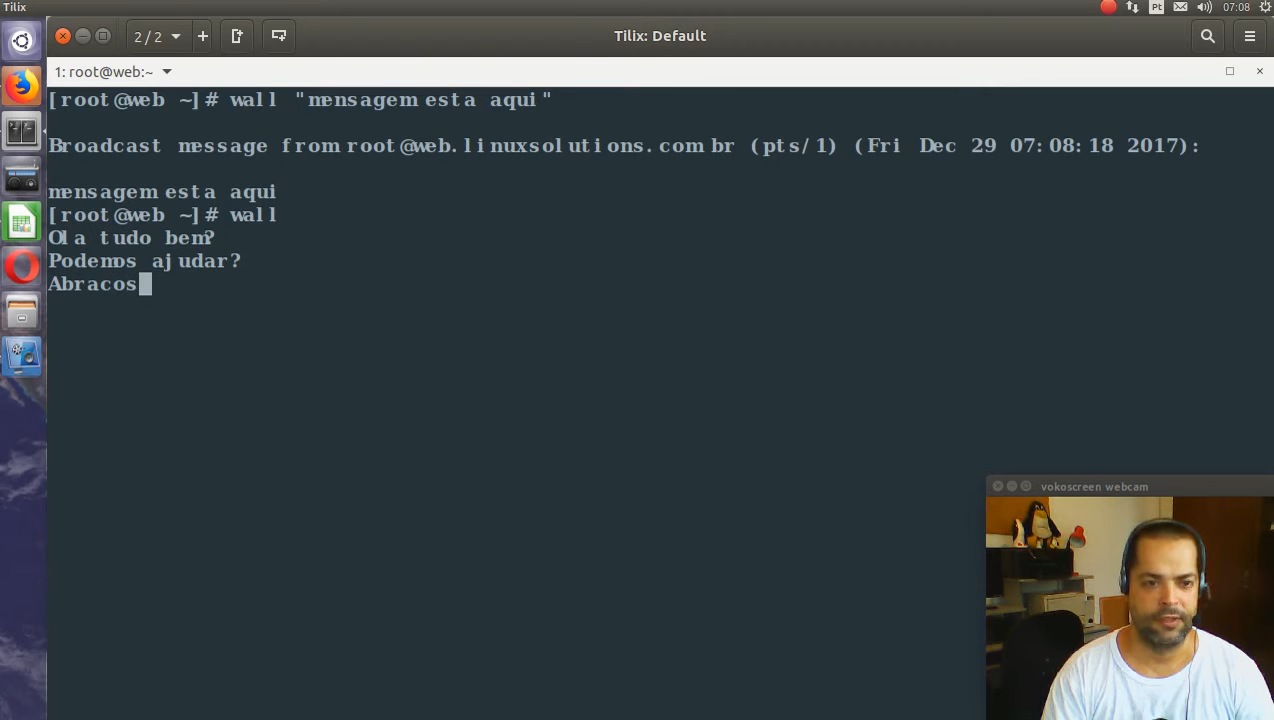 Tilix
Pt
07:08
2 / 2
Tilix: Default
1: root@web:~
[root@web ~]# wall "mensagem esta aqui"
Broadcast message from root@web.linuxsolutions.com.br (pts/1) (Fri Dec 29 07:08:18 2017):
mensagem esta aqui
[root@web ~]# wall
Ola tudo bem?
Podemos ajudar?
Abracos
vokoscreen webcam